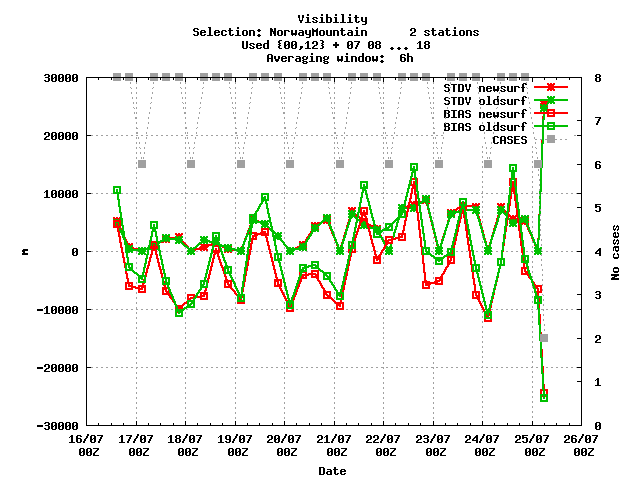 Visibility
Selection: NorwayMountain 2 stations
Used {00,12} + 07 08 ... 18
Averaging window: 6h
30000
20000
10000
0
-10000
-20000
-30000
m
8
7
6
5
4
3
2
1
0
No cases
STDV newsurf
STDV oldsurf
BIAS newsurf
BIAS oldsurf
CASES
16/07 17/07 18/07 19/07 20/07 21/07 22/07 23/07 24/07 25/07 26/07
00Z 00Z 00Z 00Z 00Z 00Z 00Z 00Z 00Z 00Z 00Z
Date